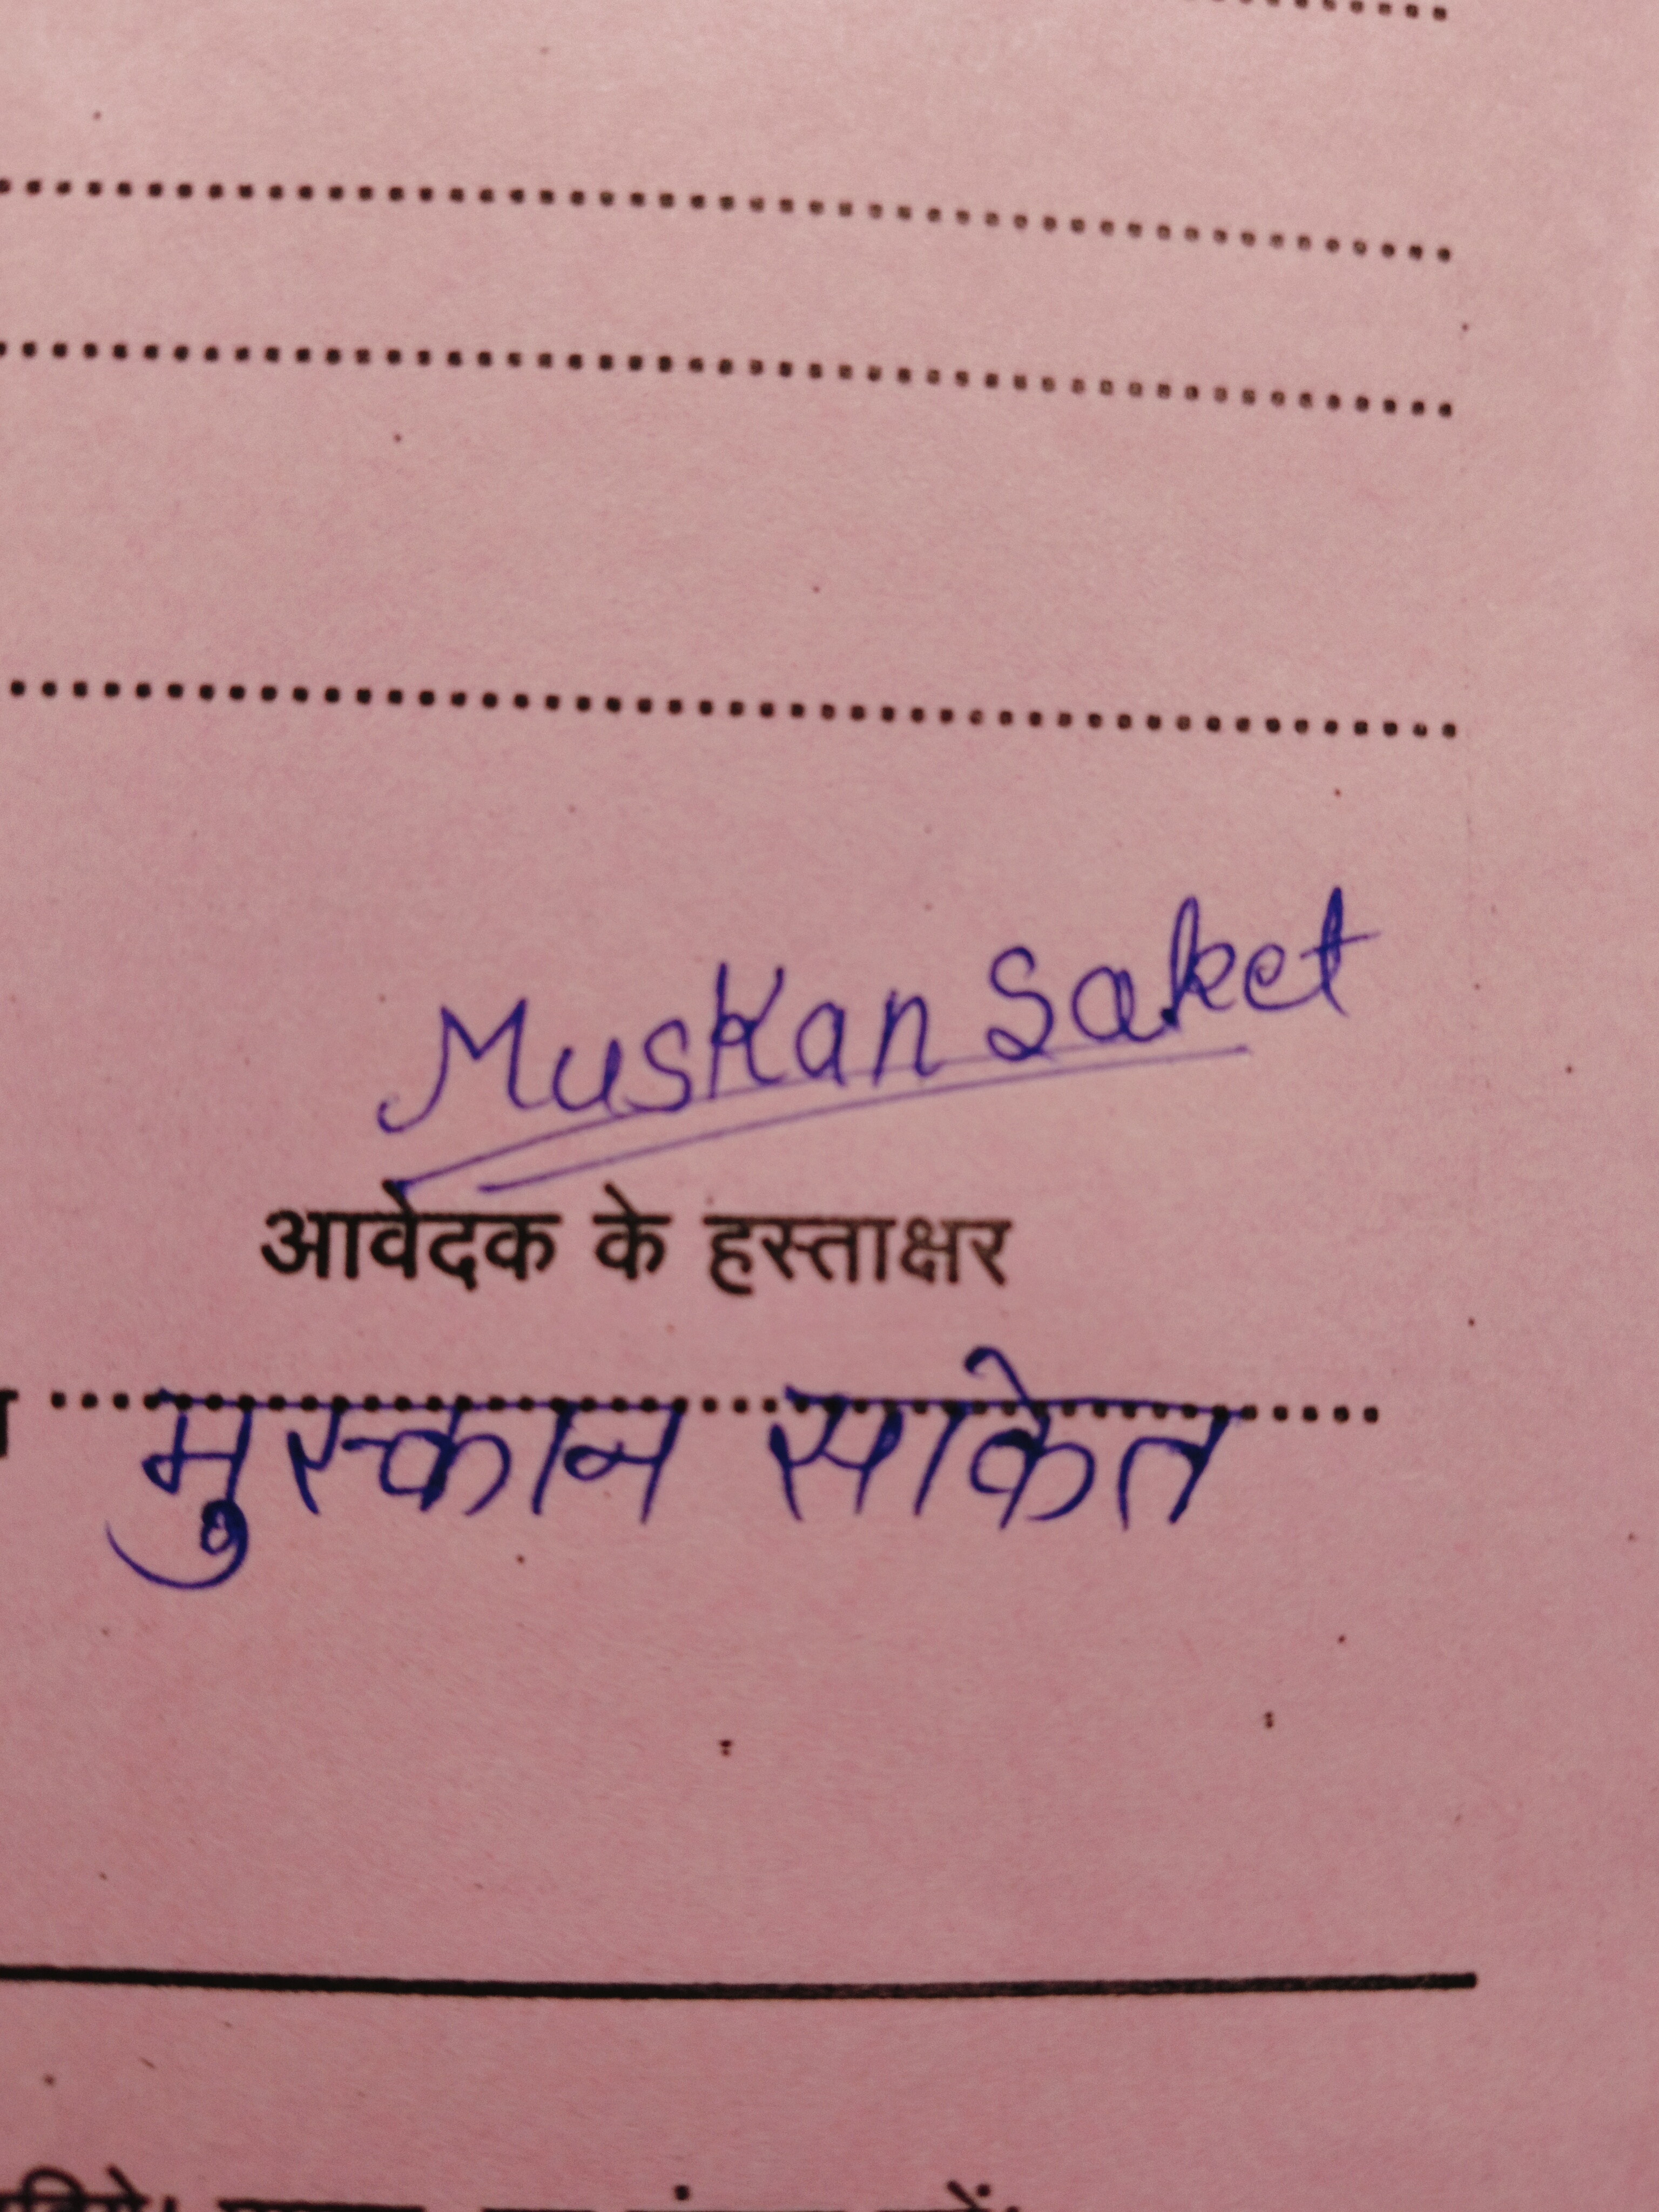 Muskan Saket
आवेदक के हस्ताक्षर
मुस्कान साकेत